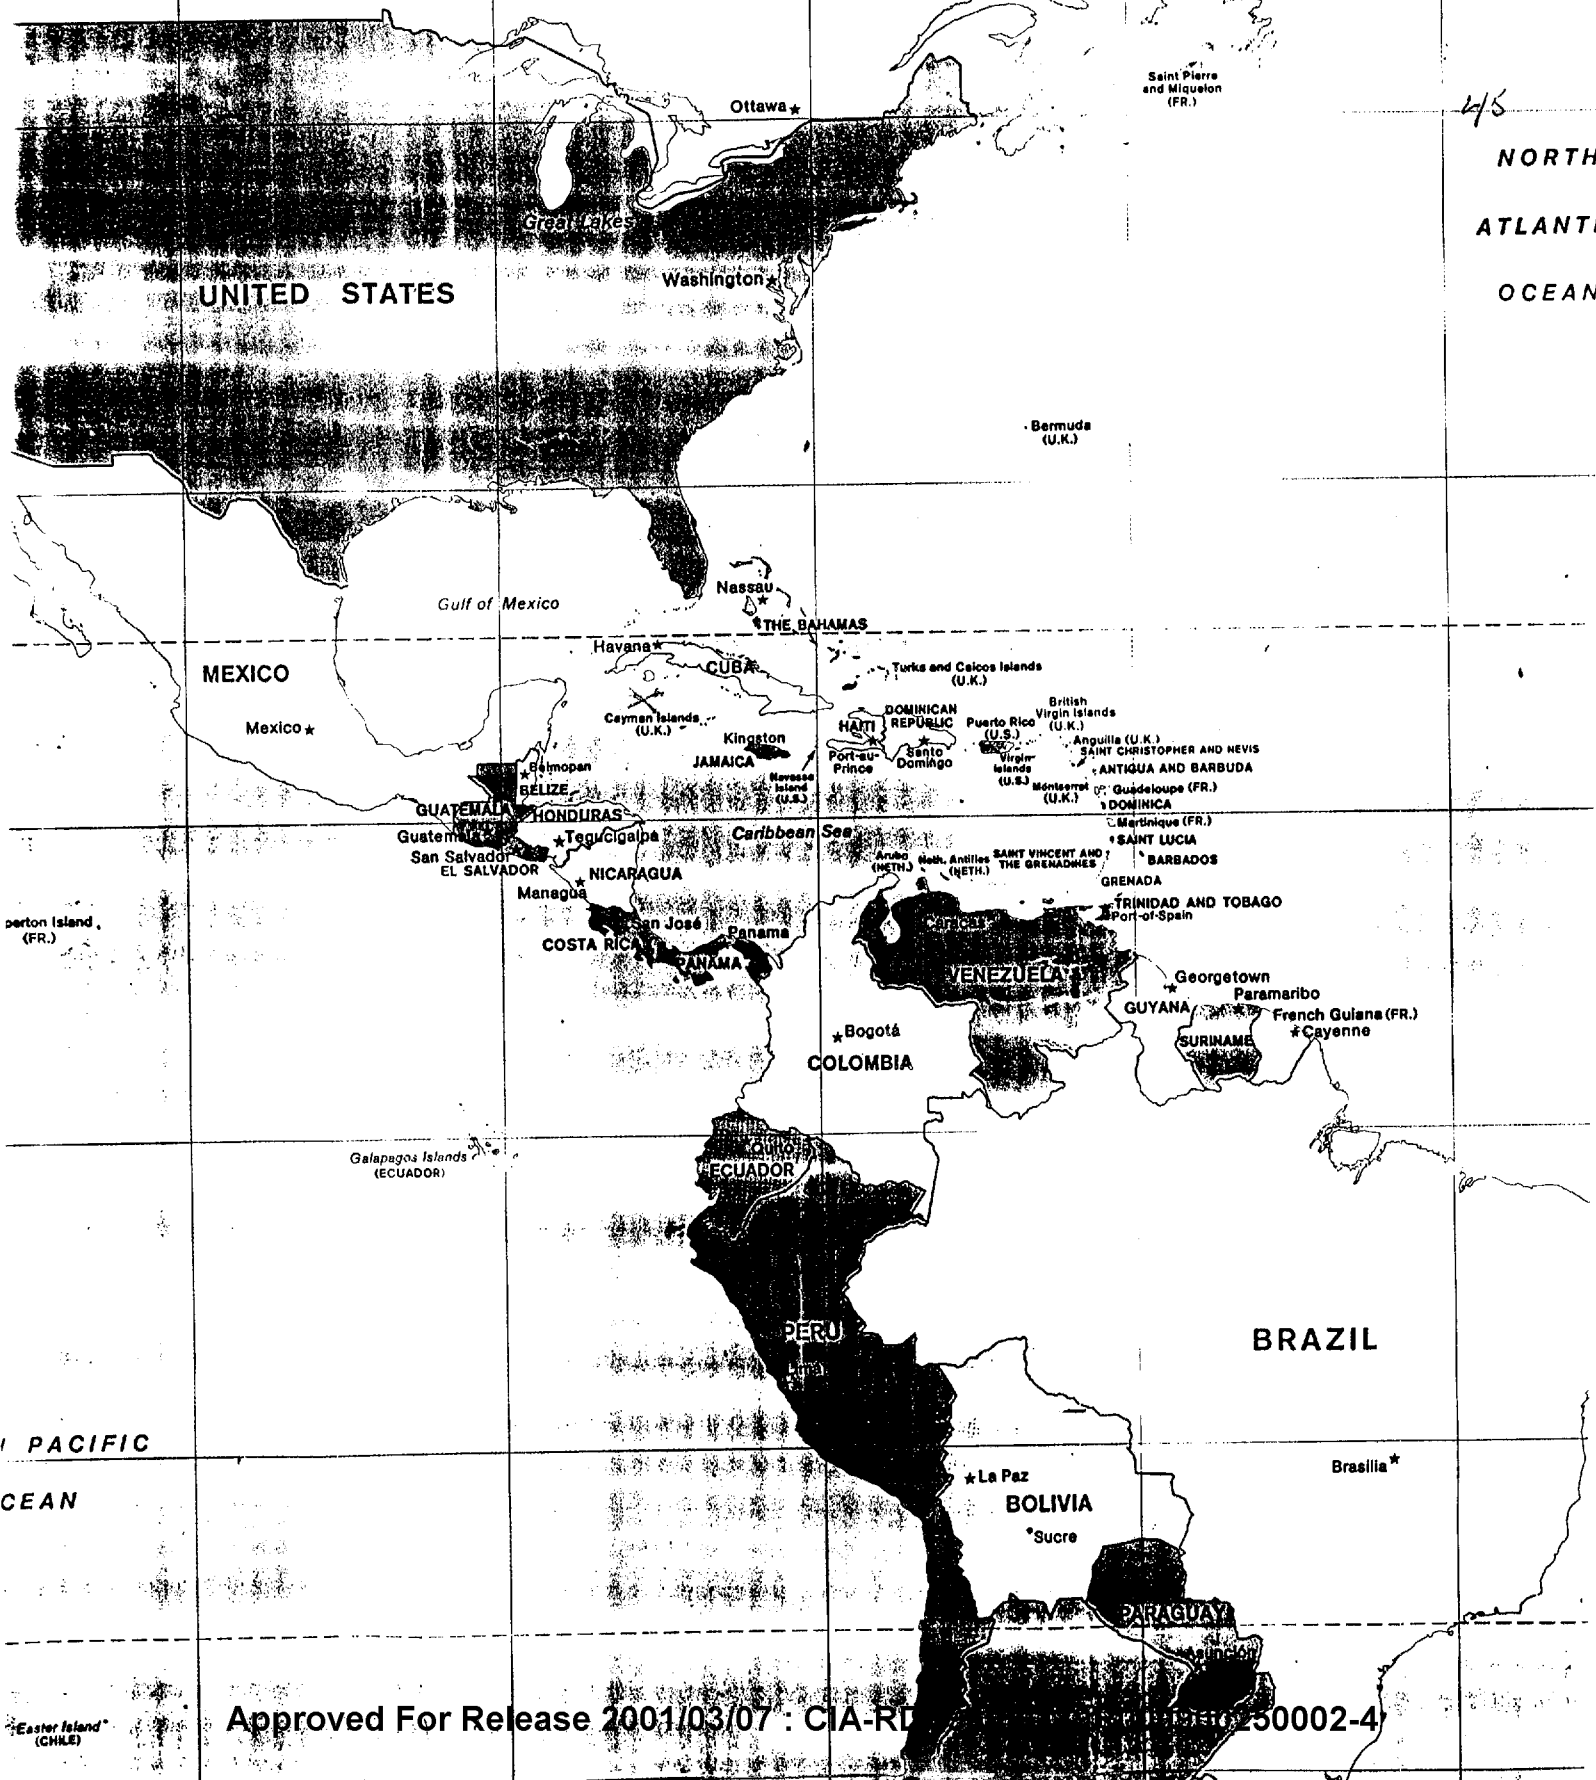 Saint Pierre
and Miquelon
(FR.)
Ottawa
45
NORTH
ATLANTI
OCEAN
Great Lakes
Washington
UNITED STATES
Bermuda
(U.K.)
Nassau
Gulf of Mexico
THE BAHAMAS
Havana
CUBA
MEXICO
Turks and Caicos Islands
(U.K.)
Mexico
Cayman Islands
(U.K.)
HAITI
DOMINICAN
REPUBLIC
Puerto Rico
(U.S.)
British
Virgin Islands
(U.K.)
Kingston
JAMAICA
Port-au-
Prince
Santo
Domingo
Virgin
Islands
(U.S.)
Anguilla (U.K.)
SAINT CHRISTOPHER AND NEVIS
ANTIGUA AND BARBUDA
Navassa
Island
(U.S.)
Montserrat
(U.K.)
Guadeloupe (FR.)
DOMINICA
Martinique (FR.)
SAINT LUCIA
BARBADOS
Belmopan
BELIZE
GUATEMALA
HONDURAS
Guatemala
Tegucigalpa
Caribbean Sea
San Salvador
EL SALVADOR
NICARAGUA
Managua
Aruba
(NETH.)
Neth. Antilles
(NETH.)
SAINT VINCENT AND
THE GRENADINES
GRENADA
TRINIDAD AND TOBAGO
Port-of-Spain
perton Island
(FR.)
San José
COSTA RICA
Panama
PANAMA
Caracas
VENEZUELA
Georgetown
GUYANA
Paramaribo
French Guiana (FR.)
Cayenne
SURINAME
Bogotá
COLOMBIA
Galapagos Islands
(ECUADOR)
Quito
ECUADOR
PERU
Lima
BRAZIL
PACIFIC
CEAN
La Paz
BOLIVIA
Sucre
Brasilia
PARAGUAY
Asunción
Easter Island
(CHILE)
Approved For Release 2001/03/07 : CIA-RD 250002-4